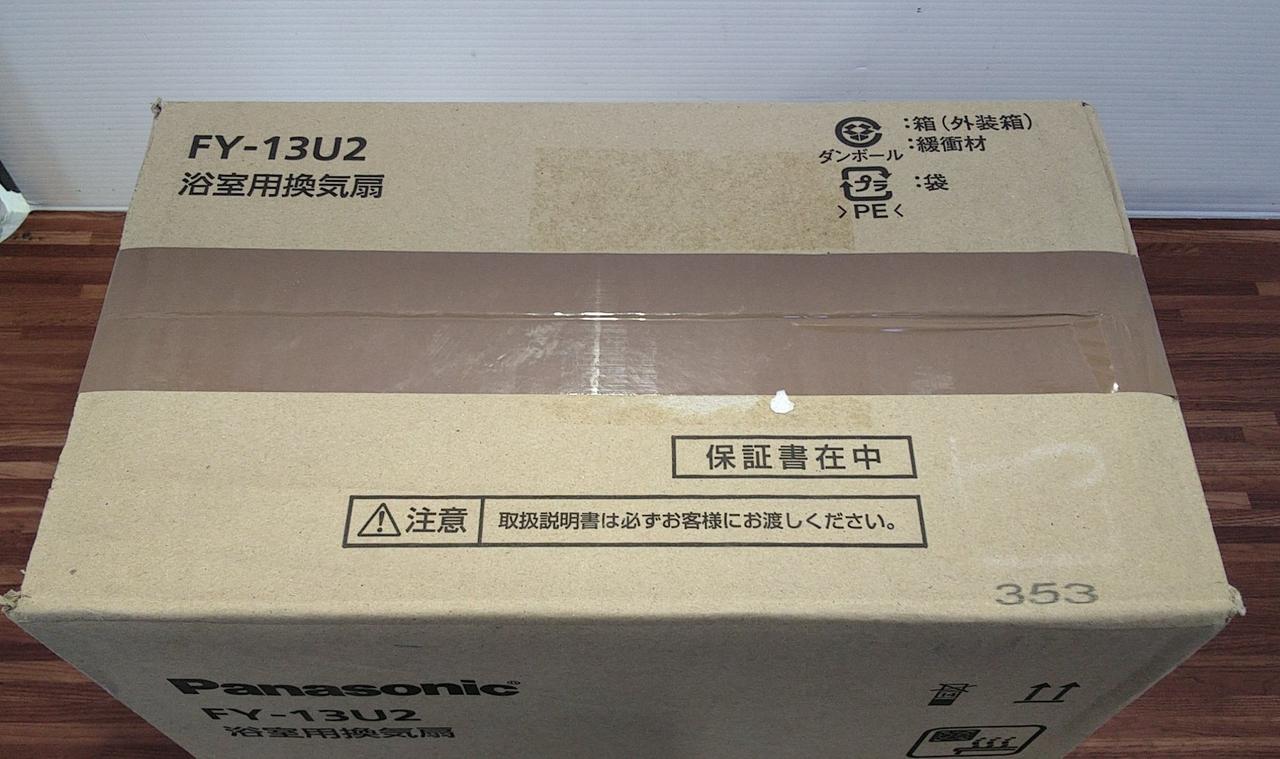 FY-13U2
浴室用換気扇
:箱(外装箱)
:緩衝材
ダンボール
プラ
:袋
>PE<
保証書在中
注意
取扱説明書は必ずお客様にお渡しください。
353
Panasonic®
FY-13U2
浴室用換気扇